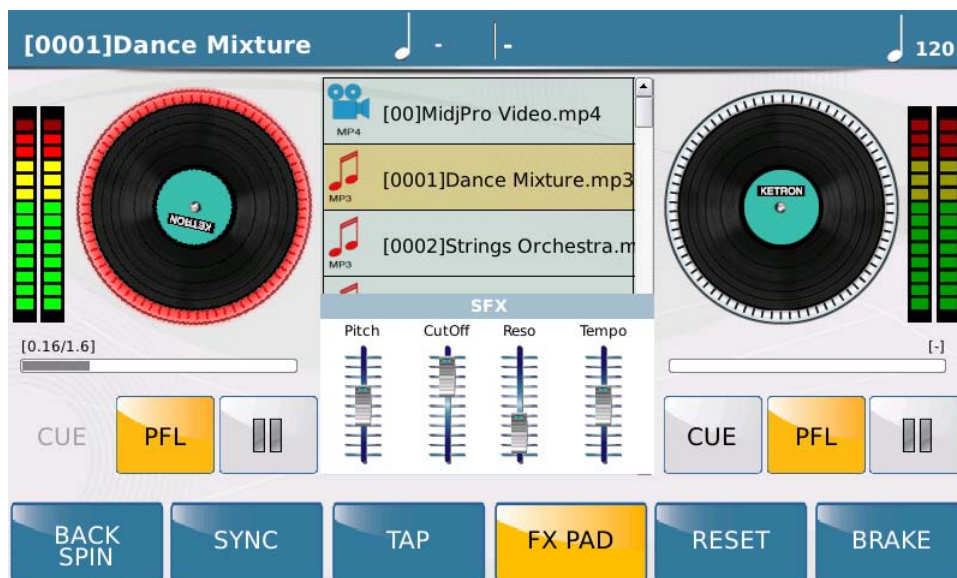 [0001]Dance Mixture
-
-
120
MP4
[00]MidjPro Video.mp4
MP3
[0001]Dance Mixture.mp3
MP3
[0002]Strings Orchestra.m
KETRON
KETRON
SFX
Pitch CutOff Reso Tempo
[0.16/1.6]
[-]
CUE
PFL
CUE
PFL
BACK
SPIN
SYNC
TAP
FX PAD
RESET
BRAKE